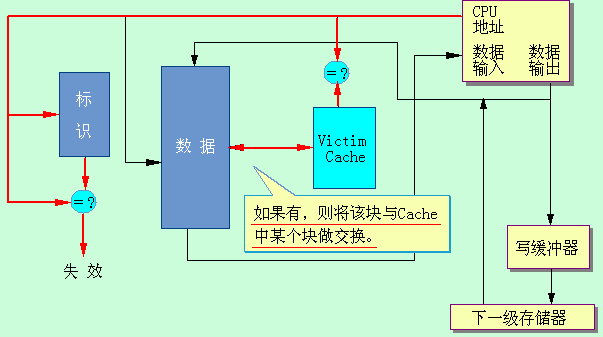 CPU
地址
数据 数据
输入 输出
=?
标
识
数 据
Victim
Cache
=?
如果有，则将该块与Cache
中某个块做交换。
写缓冲器
失 效
下一级存储器